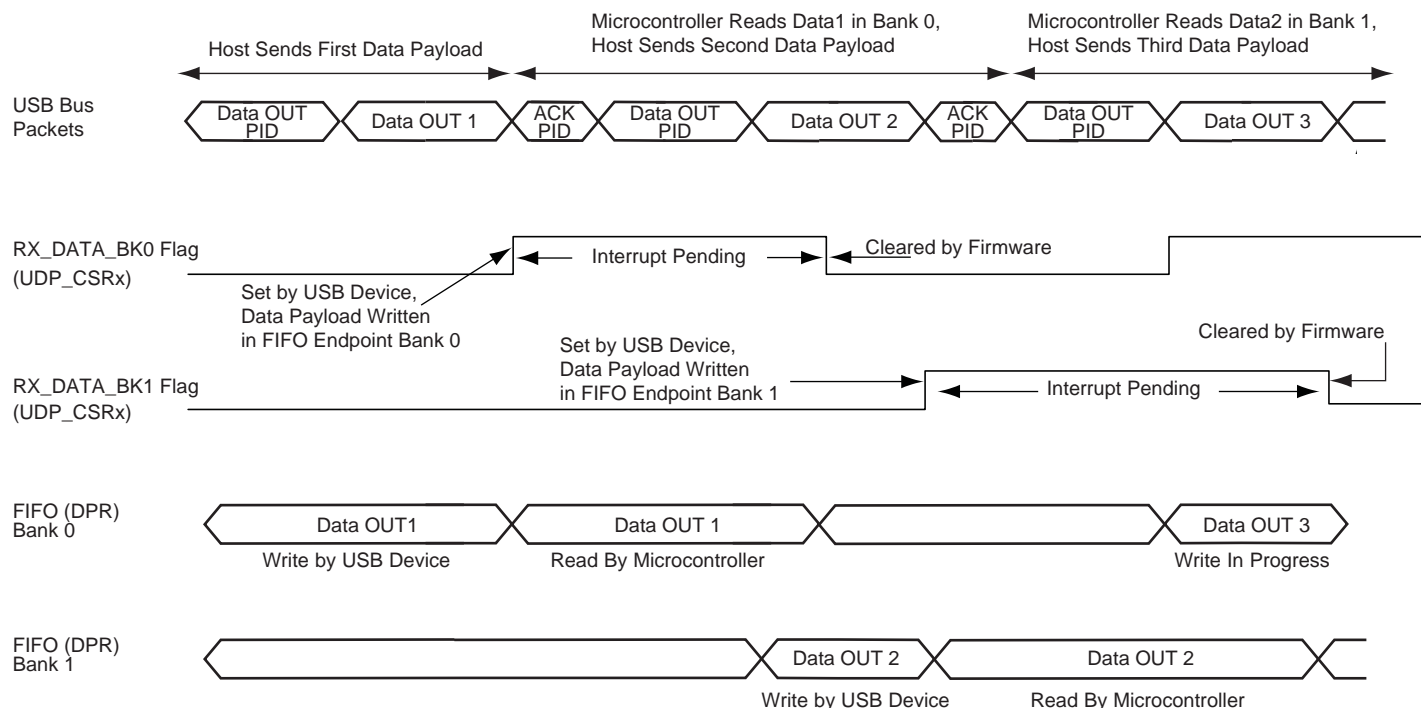 Host Sends First Data Payload
Microcontroller Reads Data1 in Bank 0,
Host Sends Second Data Payload
Microcontroller Reads Data2 in Bank 1,
Host Sends Third Data Payload
USB Bus
Packets
Data OUT
PID
Data OUT 1
ACK
PID
Data OUT
PID
Data OUT 2
ACK
PID
Data OUT
PID
Data OUT 3
RX_DATA_BK0 Flag
(UDP_CSRx)
Interrupt Pending
Cleared by Firmware
Set by USB Device,
Data Payload Written
in FIFO Endpoint Bank 0
Set by USB Device,
Data Payload Written
in FIFO Endpoint Bank 1
Cleared by Firmware
RX_DATA_BK1 Flag
(UDP_CSRx)
Interrupt Pending
FIFO (DPR)
Bank 0
Data OUT1
Data OUT 1
Data OUT 3
Write by USB Device
Read By Microcontroller
Write In Progress
FIFO (DPR)
Bank 1
Data OUT 2
Data OUT 2
Write by USB Device
Read By Microcontroller